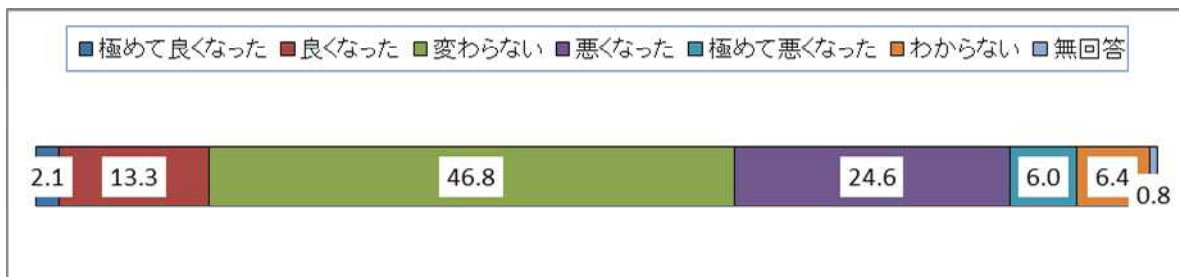 極めて良くなった 良くなった 変わらない 悪くなった 極めて悪くなった わからない 無回答
2.1 13.3 46.8 24.6 6.0 6.4 0.8